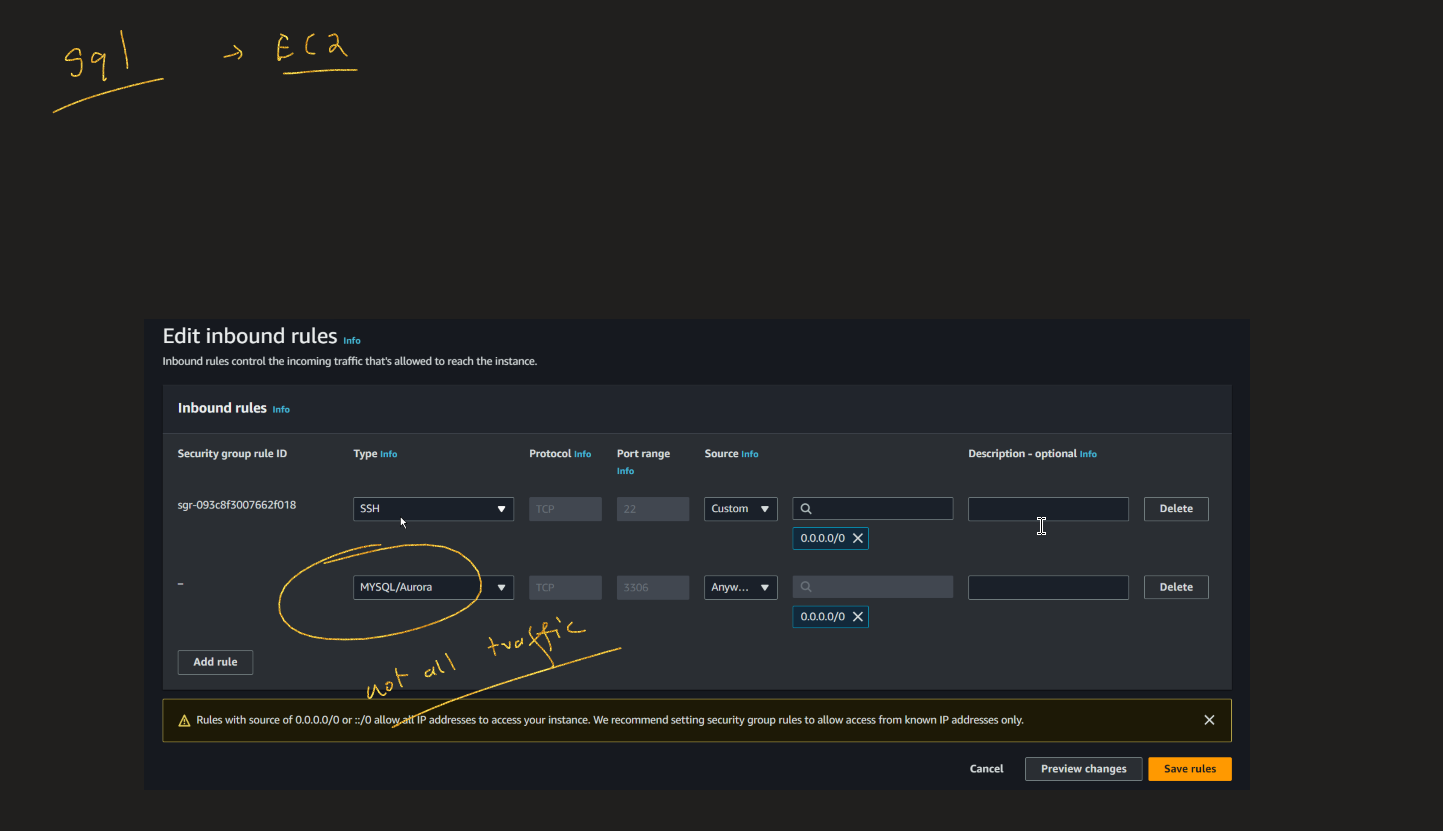 Sql → EC2
Edit inbound rules Info
Inbound rules control the incoming traffic that's allowed to reach the instance.
Inbound rules Info
Security group rule ID Type Info Protocol Info Port range Info Source Info Description - optional Info
sgr-093c8f3007662f018 SSH TCP 22 Custom Delete
0.0.0.0/0
– MYSQL/Aurora TCP 3306 Anyw... Delete
0.0.0.0/0
not all traffic
Add rule
Rules with source of 0.0.0.0/0 or ::/0 allow all IP addresses to access your instance. We recommend setting security group rules to allow access from known IP addresses only.
Cancel Preview changes Save rules